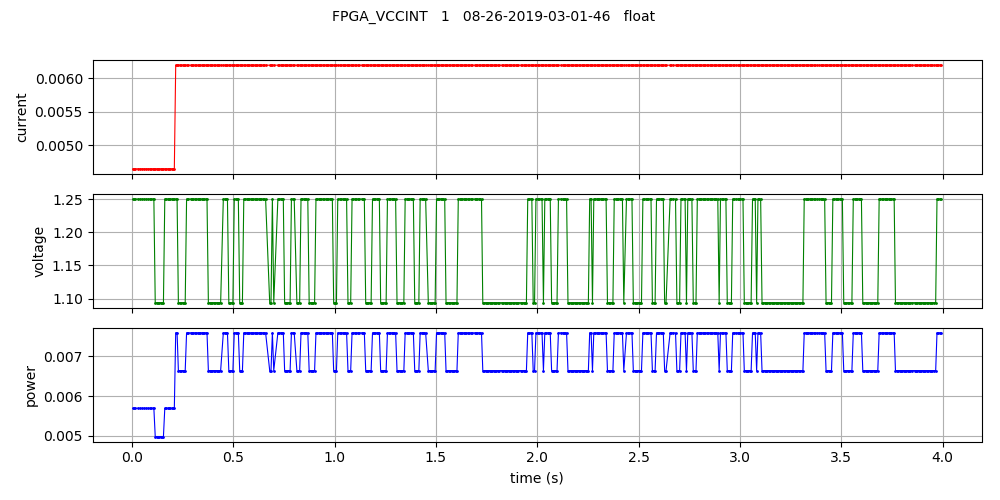 FPGA_VCCINT   1   08-26-2019-03-01-46   float
0.0060
0.0055
0.0050
current
1.25
1.20
1.15
1.10
voltage
0.007
0.006
0.005
power
0.0 0.5 1.0 1.5 2.0 2.5 3.0 3.5 4.0
time (s)